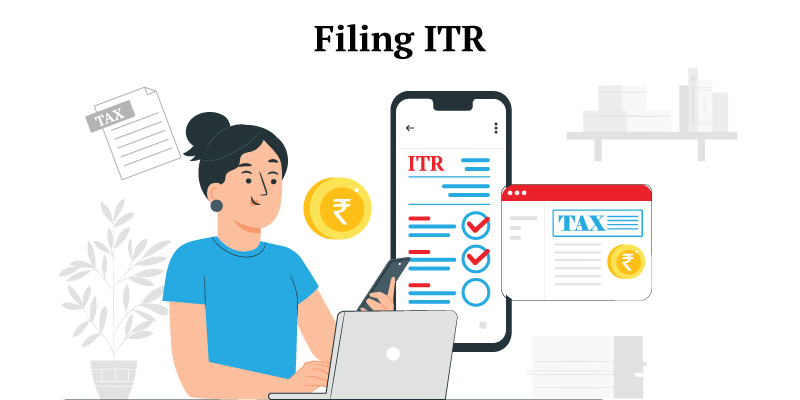 Filing ITR
TAX
ITR
TAX
₹
₹